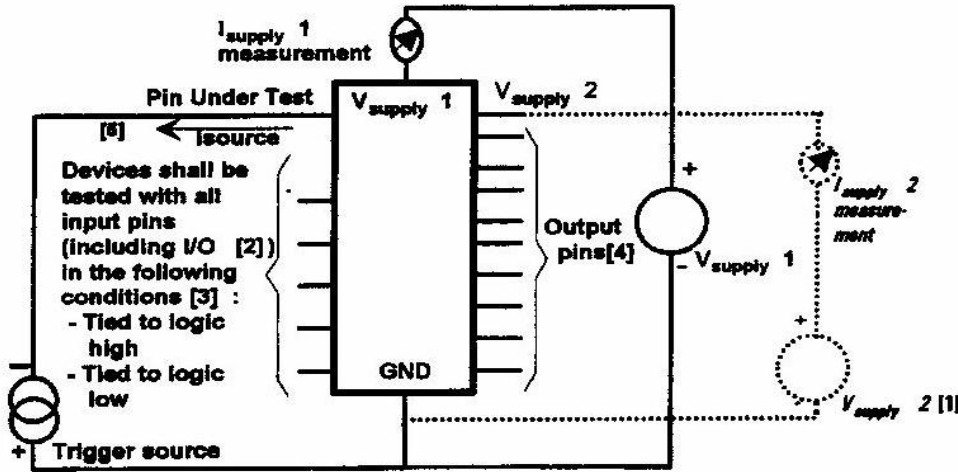 Isupply 1
measurement
Pin Under Test
Vsupply 1
Vsupply 2
[5]
Isource
Devices shall be
tested with all
input pins
(including I/O [2])
in the following
conditions [3] :
- Tied to logic
high
- Tied to logic
low
Output
pins[4]
+
-
Vsupply 1
Isupply 2
measure-
ment
+
-
Vsupply 2 [1]
GND
-
+
Trigger source